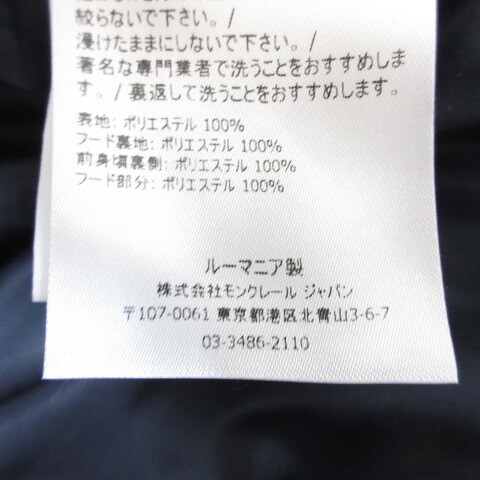 絞らないで下さい。/
浸けたままにしないで下さい。/
著名な専門業者で洗うことをおすすめしま
す。/ 裏返して洗うことをおすすめします。
表地: ポリエステル 100%
フード裏地: ポリエステル 100%
前身頃裏側: ポリエステル 100%
フード部分: ポリエステル 100%
ルーマニア製
株式会社モンクレール ジャパン
〒107-0061 東京都港区北青山3-6-7
03-3486-2110